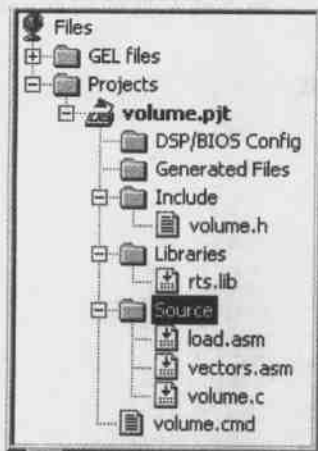 Files
GEL files
Projects
volume.pjt
DSP/BIOS Config
Generated Files
Include
volume.h
Libraries
rts.lib
Source
load.asm
vectors.asm
volume.c
volume.cmd